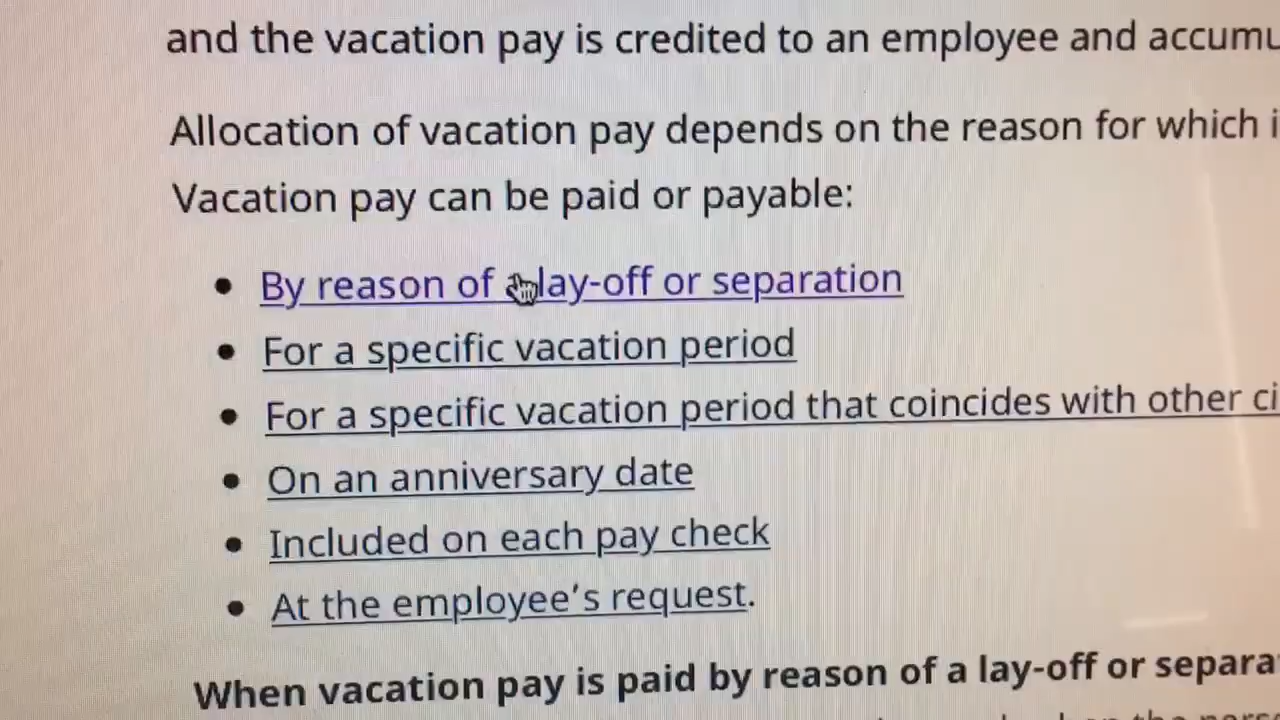 and the vacation pay is credited to an employee and
Allocation of vacation pay depends on the reason for which
Vacation pay can be paid or payable:
• By reason of lay-off or separation
• For a specific vacation period
• For a specific vacation period that coincides with other
• On an anniversary date
• Included on each pay check
• At the employee's request.
When vacation pay is paid by reason of a lay-off or